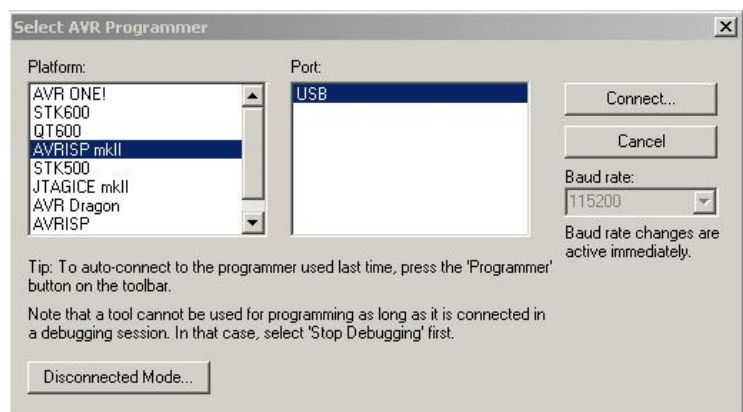 Select AVR Programmer
Platform:
AVR ONE!
STK600
QT600
AVRISP mkII
STK500
JTAGICE mkII
AVR Dragon
AVRISP
Port:
USB
Connect...
Cancel
Baud rate:
115200
Baud rate changes are
active immediately.
Tip: To auto-connect to the programmer used last time, press the 'Programmer'
button on the toolbar.
Note that a tool cannot be used for programming as long as it is connected in
a debugging session. In that case, select 'Stop Debugging' first.
Disconnected Mode...